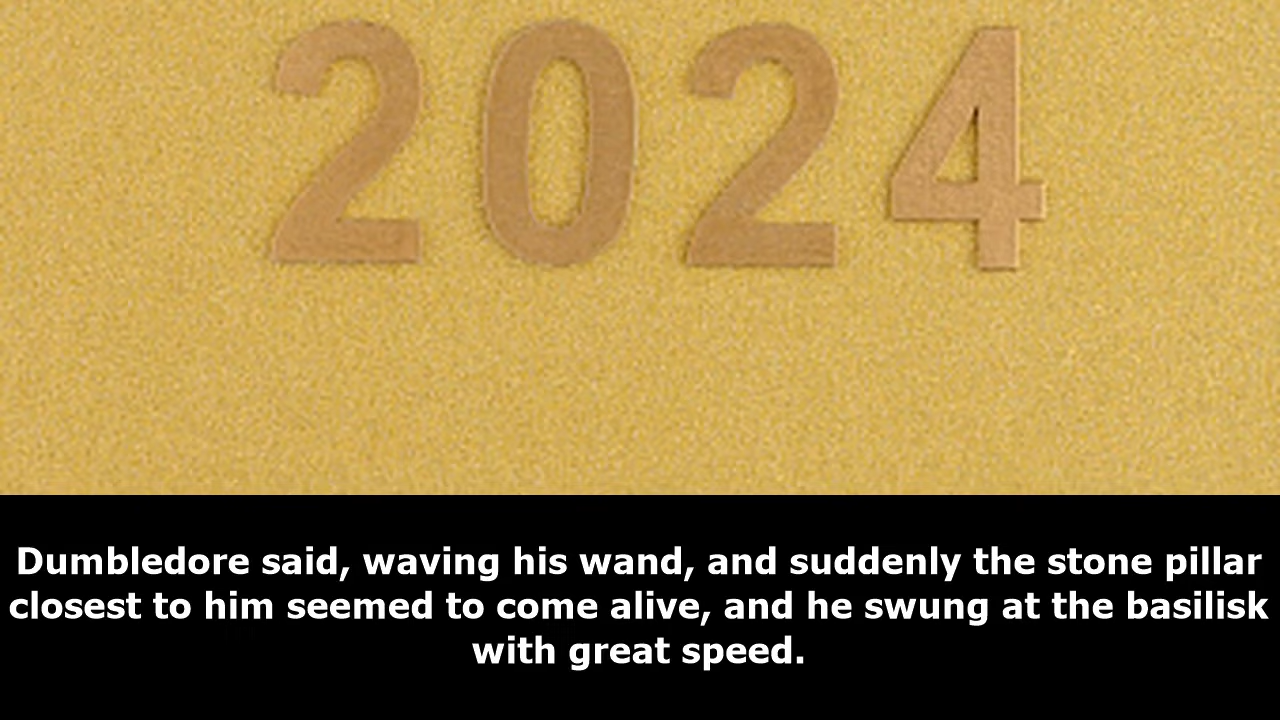 2024
Dumbledore said, waving his wand, and suddenly the stone pillar
closest to him seemed to come alive, and he swung at the basilisk
with great speed.